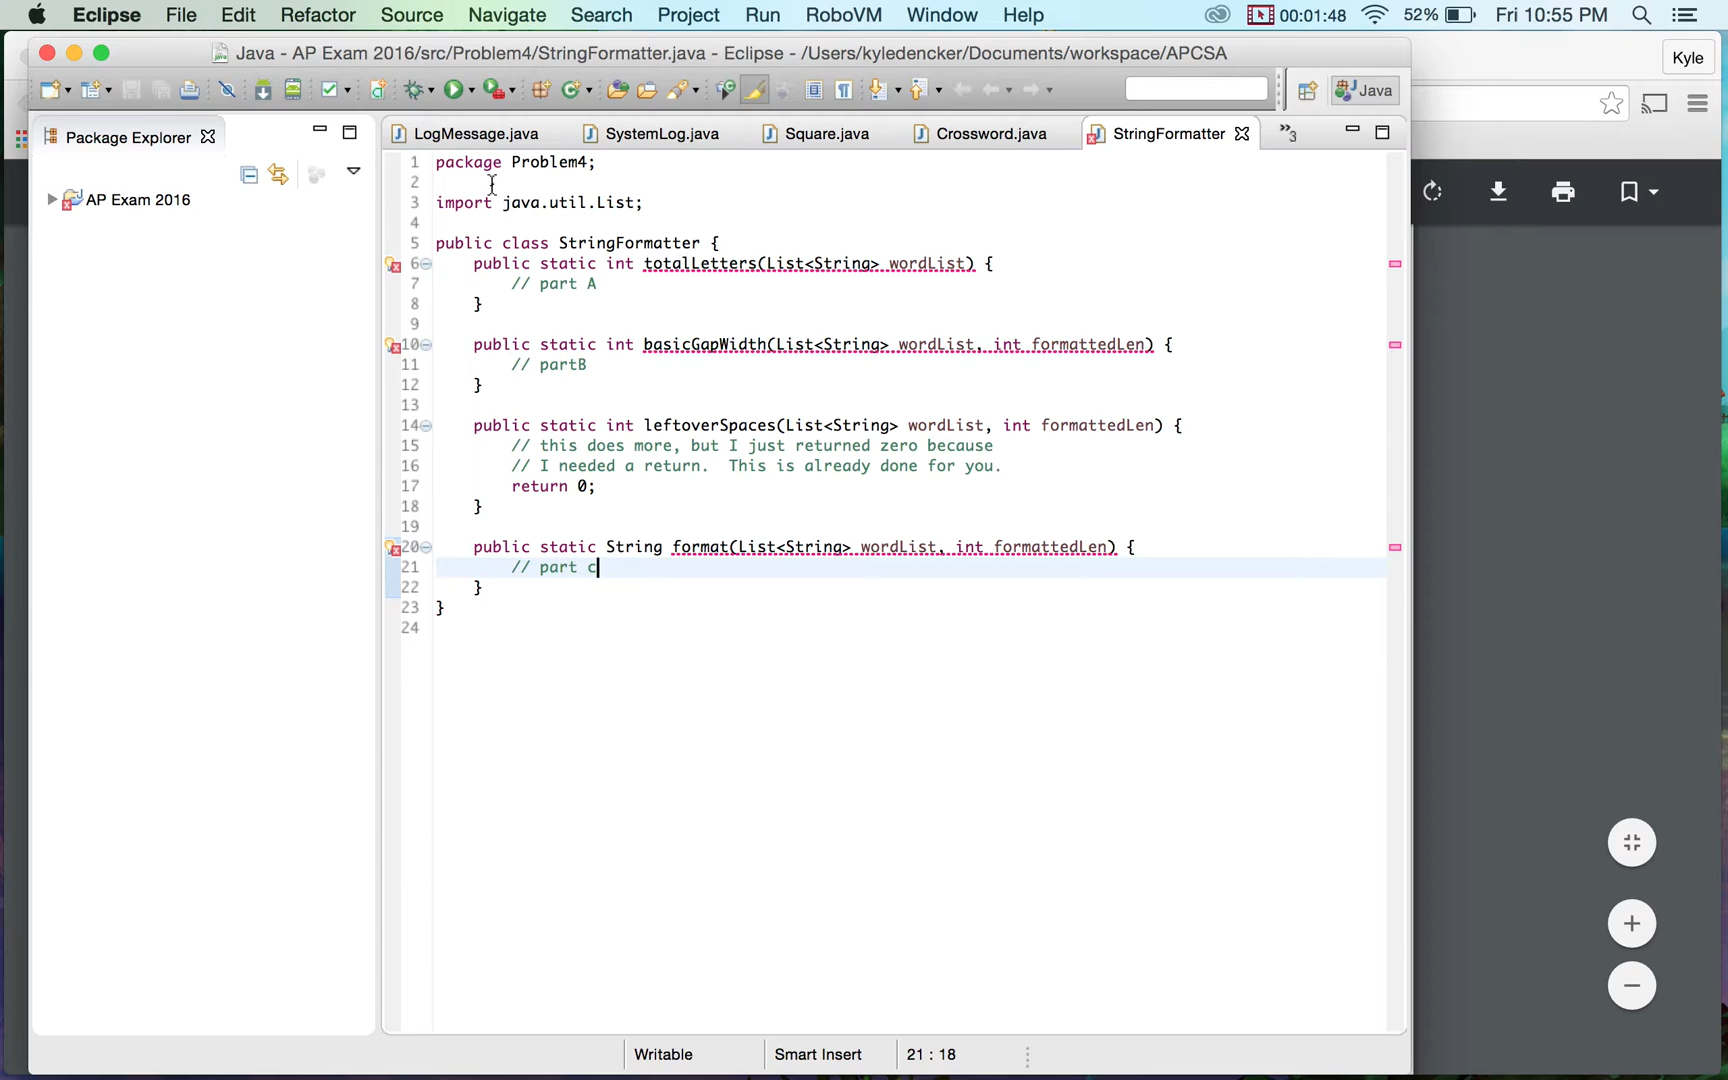 Eclipse File Edit Refactor Source Navigate Search Project Run RoboVM Window Help 00:01:48 52% Fri 10:55 PM
Java - AP Exam 2016/src/Problem4/StringFormatter.java - Eclipse - /Users/kyledencker/Documents/workspace/APCSA
Kyle
Java
Package Explorer
LogMessage.java SystemLog.java Square.java Crossword.java StringFormatter »3
AP Exam 2016
1 package Problem4;
2
3 import java.util.List;
4
5 public class StringFormatter {
6 public static int totalLetters(List<String> wordList) {
7 // part A
8 }
9
10 public static int basicGapWidth(List<String> wordList, int formattedLen) {
11 // partB
12 }
13
14 public static int leftoverSpaces(List<String> wordList, int formattedLen) {
15 // this does more, but I just returned zero because
16 // I needed a return.  This is already done for you.
17 return 0;
18 }
19
20 public static String format(List<String> wordList, int formattedLen) {
21 // part c
22 }
23 }
24
Writable Smart Insert 21 : 18